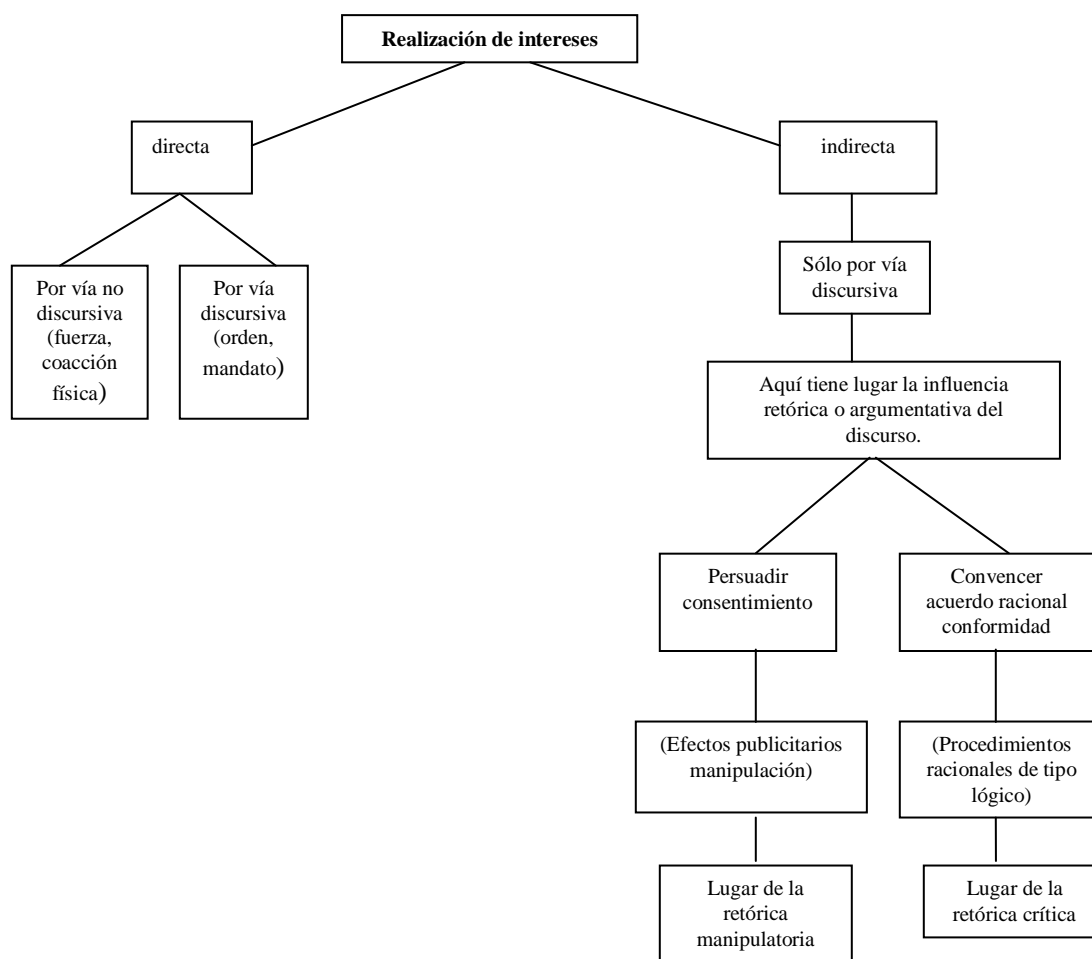 Realización de intereses
directa
indirecta
Por vía no
discursiva
(fuerza,
coacción
física)
Por vía
discursiva
(orden,
mandato)
Sólo por vía
discursiva
Aquí tiene lugar la influencia
retórica o argumentativa del
discurso.
Persuadir
consentimiento
Convencer
acuerdo racional
conformidad
(Efectos publicitarios
manipulación)
(Procedimientos
racionales de tipo
lógico)
Lugar de la
retórica
manipulatoria
Lugar de la
retórica crítica